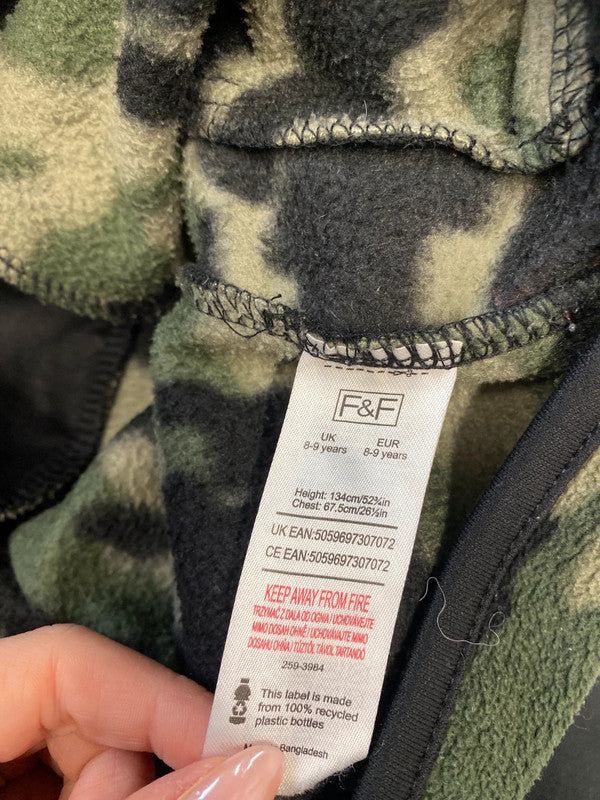 F&F
UK EUR
8-9 years 8-9 years
Height: 134cm/52¾in
Chest: 67.5cm/26½in
UK EAN:5059697307072
CE EAN:5059697307072
KEEP AWAY FROM FIRE
TRZYMAĆ Z DALA OD OGNIA / UCHOVÁVEJTE
MIMO DOSAH OHNĚ / UCHOVÁVAJTE MIMO
DOSAHU OHŇA / TŰZTŐL TÁVOL TARTANDÓ
259-3984
This label is made
from 100% recycled
plastic bottles
Bangladesh